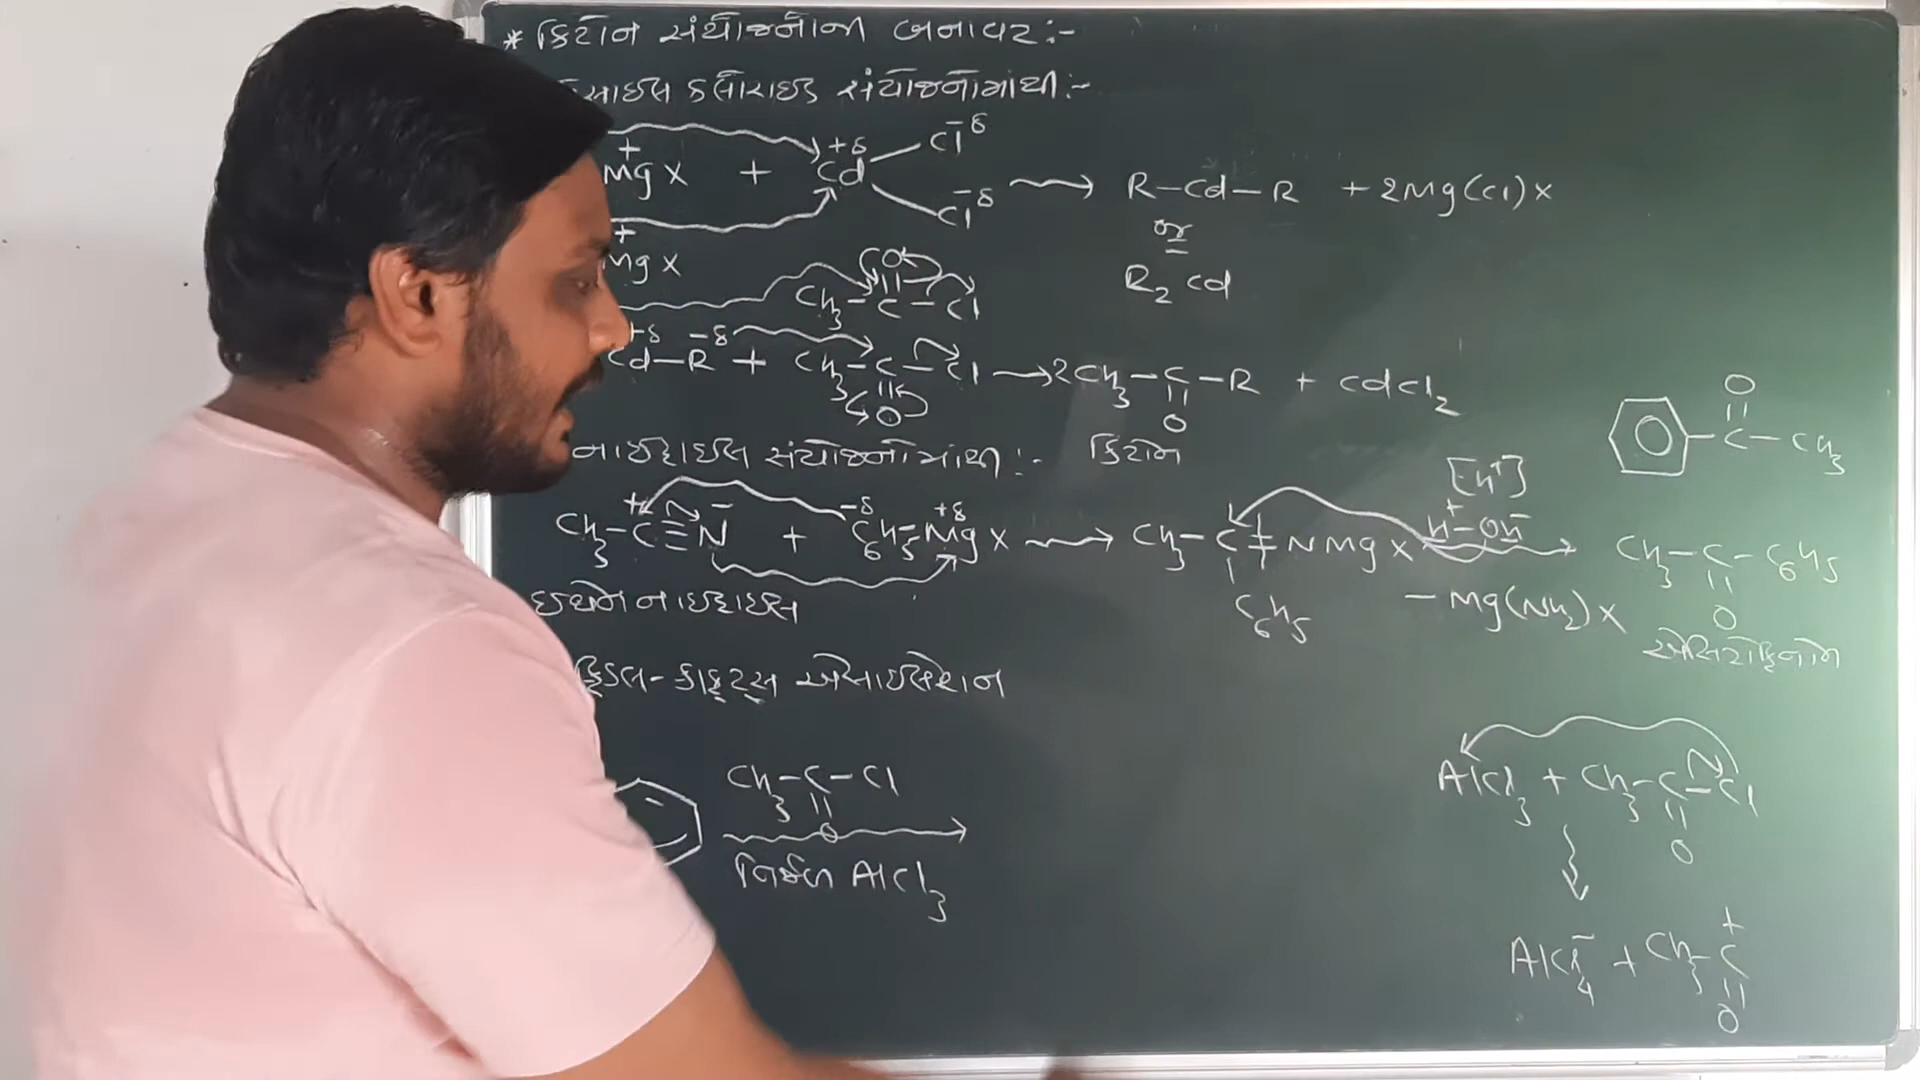 * કિટોન સંયોજનોની બનાવટ :-
સાઇલ ક્લોરાઇડ સંયોજનોમાંથી :-
+ +δ Cl⁻δ
MgX + Cd Cl⁻δ → R-Cd-R + 2Mg(Cl)X
or
+
MgX R₂Cd
O
||
CH₃-C-Cl
+δ -δ
Cd-R + CH₃-C-Cl → 2CH₃-C-R + CdCl₂
|| ||
O O
O
||
C-CH₃
નાઇટ્રાઇલ સંયોજનોમાંથી :- કિટોન
[H⁺]
+ - -δ +δ + -
CH₃-C≡N + C₆H₅-MgX → CH₃-C=NMgX H-OH → CH₃-C-C₆H₅
| ||
C₆H₅ O
-Mg(NH₂)X
ઇથેન નાઇટ્રાઇલ
એસિટોફિનોન
ફ્રિડલ-ક્રાફ્ટ્સ એસાઇલેશન
CH₃-C-Cl
||
O
નિર્જળ AlCl₃
AlCl₃ + CH₃-C-Cl
||
O
+
AlCl₄⁻ + CH₃-C
||
O